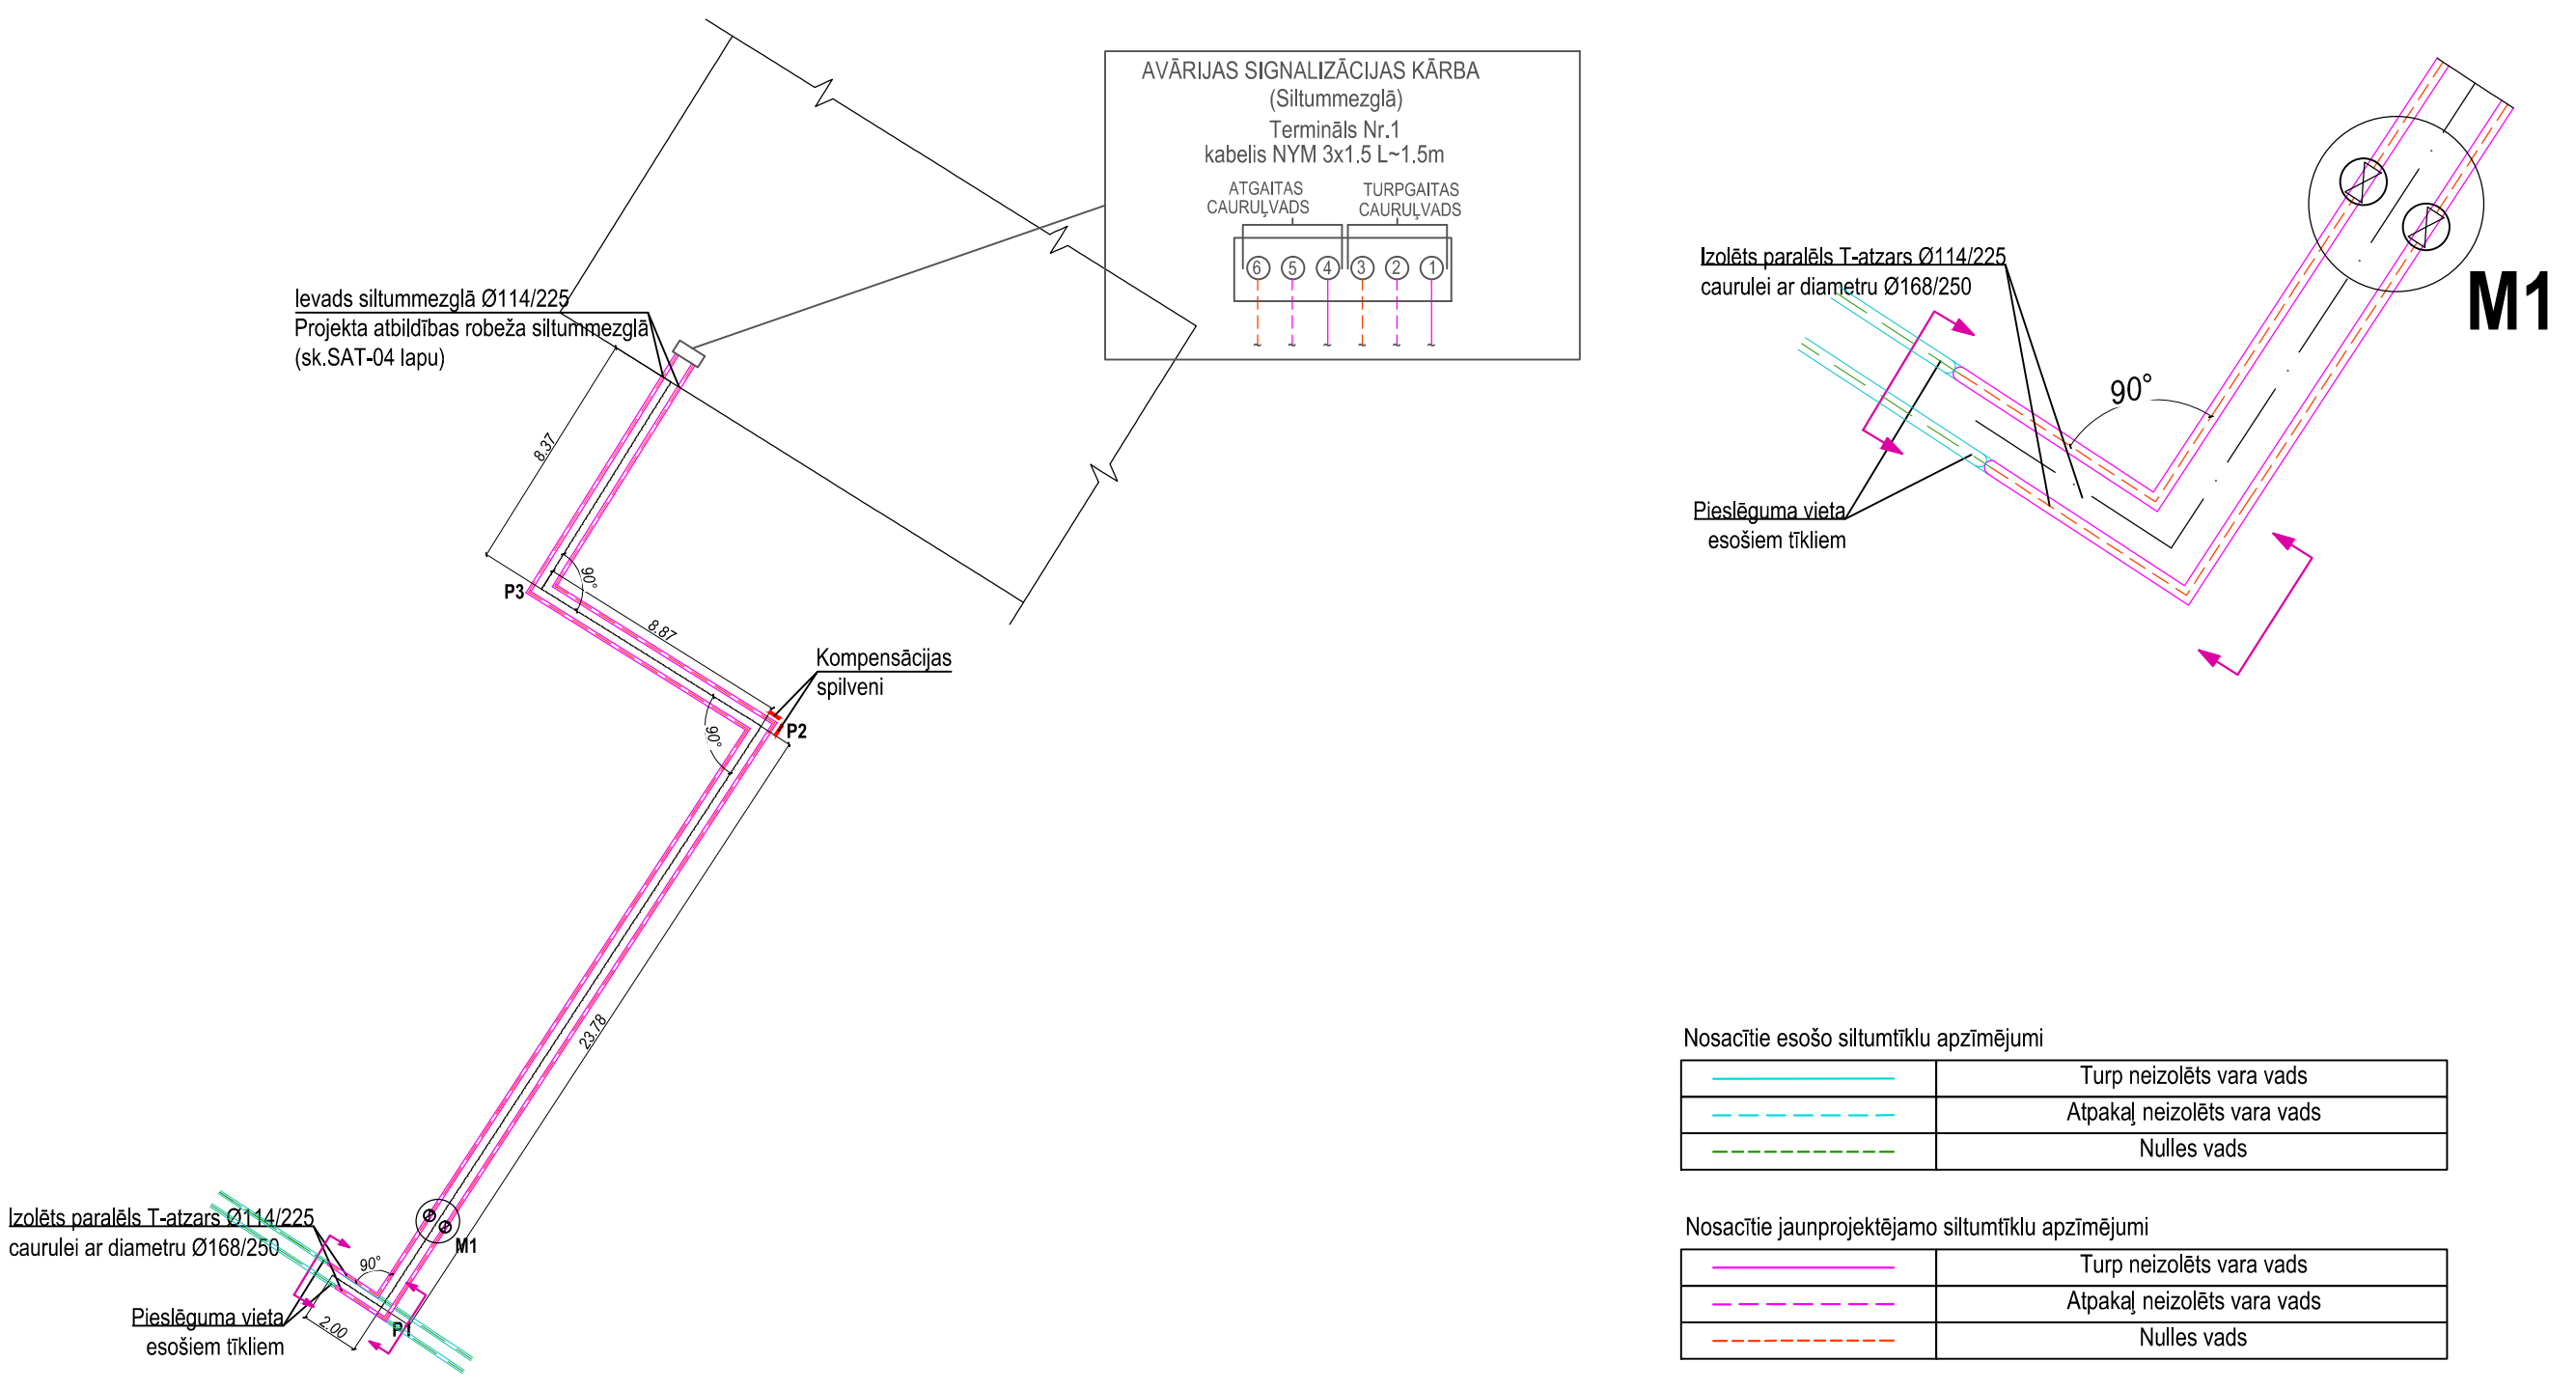 AVĀRIJAS SIGNALIZĀCIJAS KĀRBA
(Siltummezglā)
Termināls Nr.1
kabelis NYM 3x1.5 L~1.5m
ATGAITAS
CAURUĻVADS
TURPGAITAS
CAURUĻVADS
6 5 4 3 2 1
Ievads siltummezglā Ø114/225
Projekta atbildības robeža siltummezglā
(sk.SAT-04 lapu)
8.37
90°
P3
8.87
Kompensācijas
spilveni
P2
90°
23.78
M1
Izolēts paralēls T-atzars Ø114/225
caurulei ar diametru Ø168/250
90°
Pieslēguma vieta
esošiem tīkliem
2.00
P1
Izolēts paralēls T-atzars Ø114/225
caurulei ar diametru Ø168/250
M1
90°
Pieslēguma vieta
esošiem tīkliem
Nosacītie esošo siltumtīklu apzīmējumi
Turp neizolēts vara vads
Atpakaļ neizolēts vara vads
Nulles vads
Nosacītie jaunprojektējamo siltumtīklu apzīmējumi
Turp neizolēts vara vads
Atpakaļ neizolēts vara vads
Nulles vads